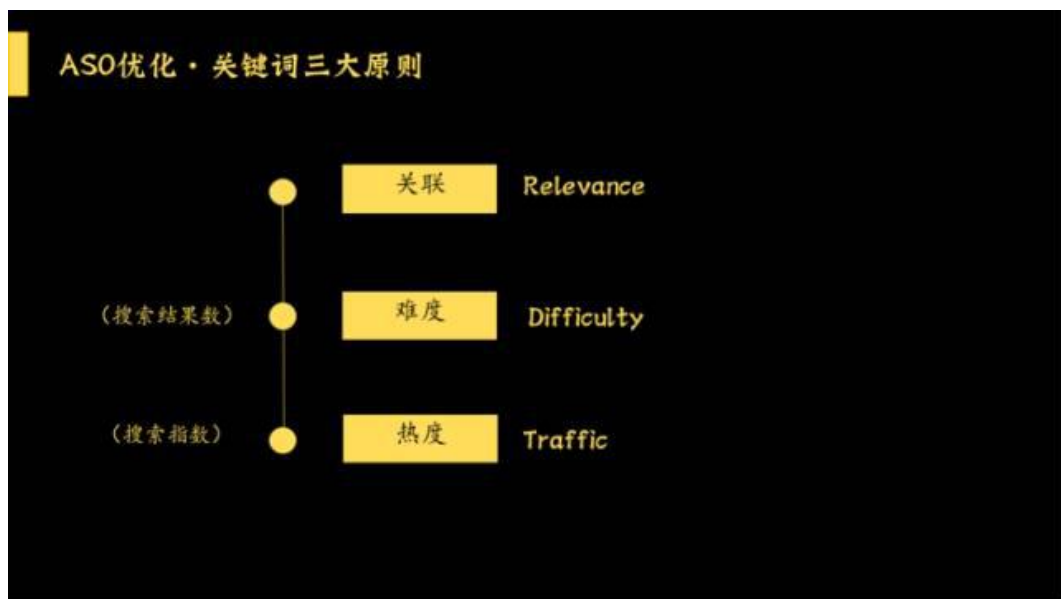 ASO优化·关键词三大原则
关联 Relevance
(搜索结果数) 难度 Difficulty
(搜索指数) 热度 Traffic